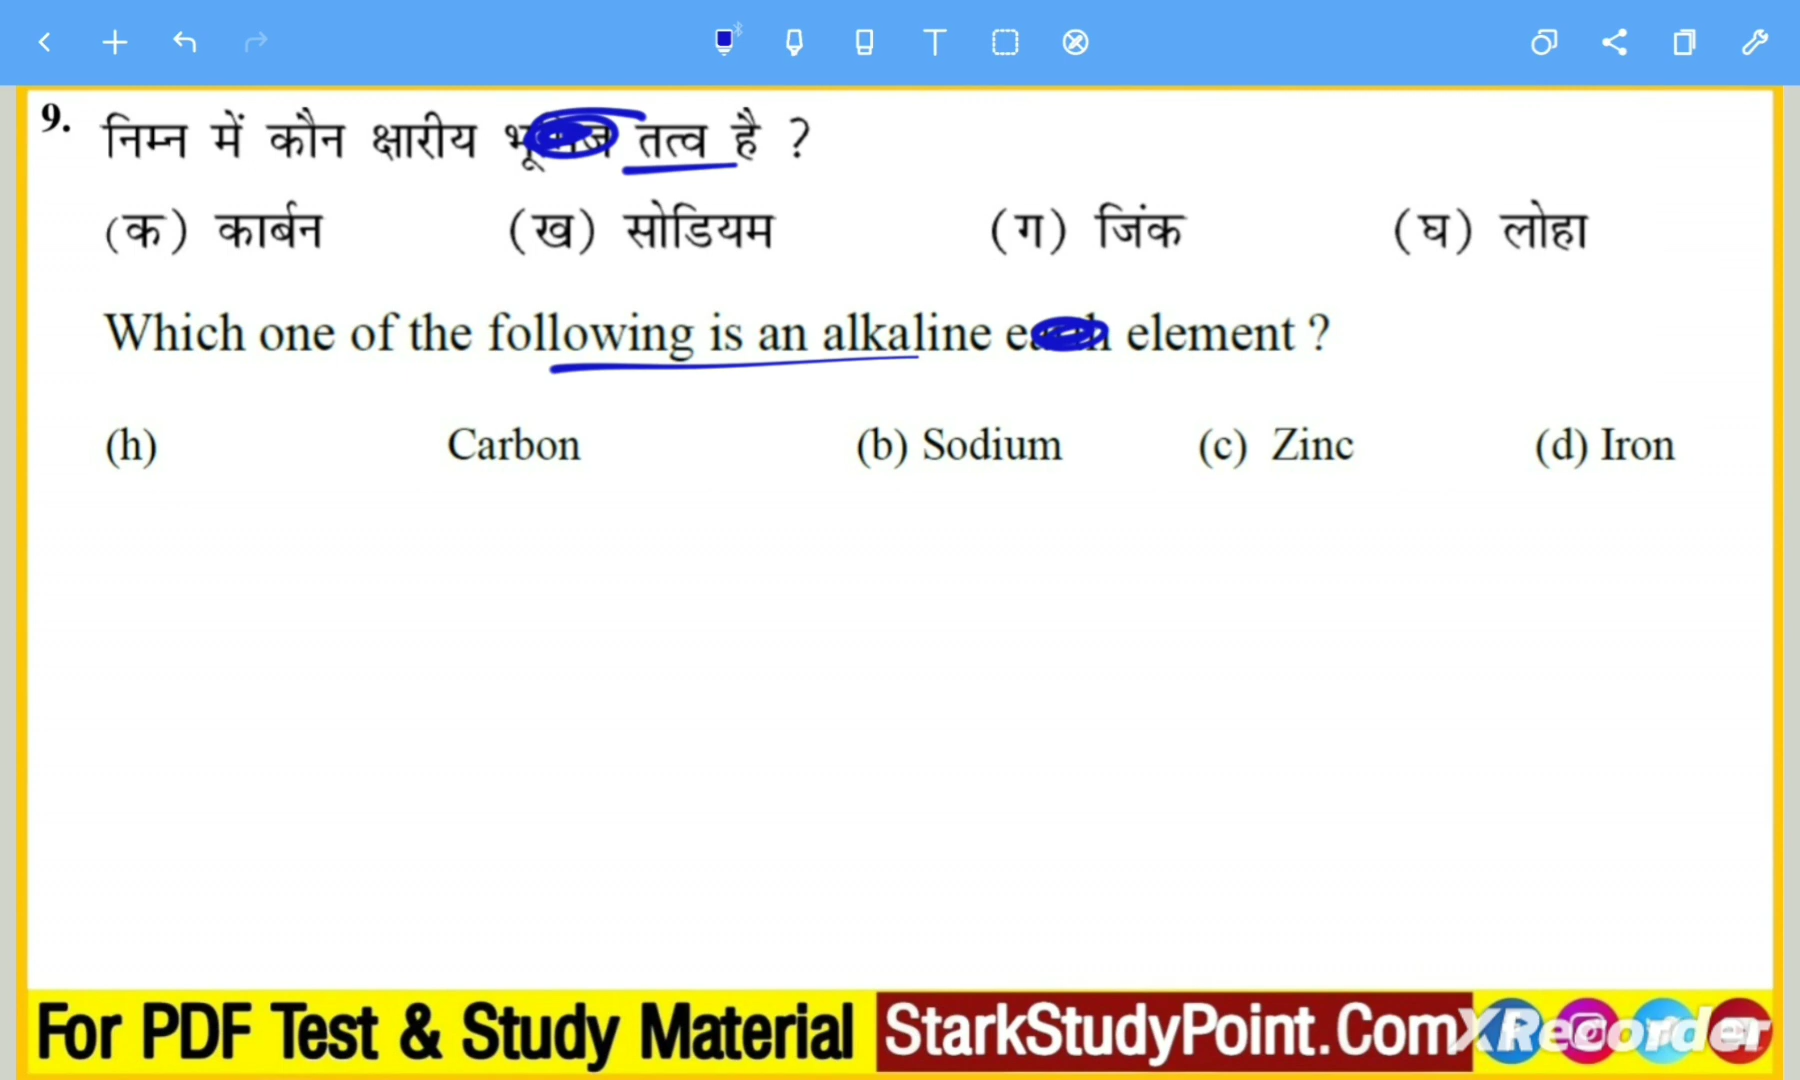 9. निम्न में कौन क्षारीय तत्व है ?
(क) कार्बन (ख) सोडियम (ग) जिंक (घ) लोहा
Which one of the following is an alkaline element ?
(h) Carbon (b) Sodium (c) Zinc (d) Iron
For PDF Test & Study Material StarkStudyPoint.Com XRecorder